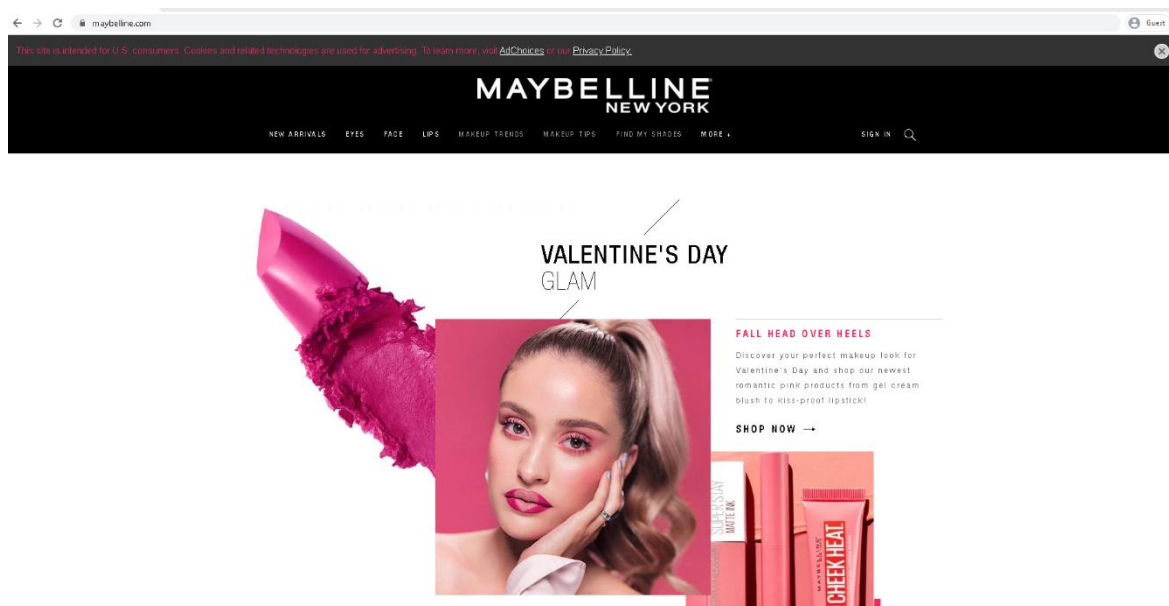 maybelline.com
Guest
This site is intended for U.S. consumers. Cookies and related technologies are used for advertising. To learn more, visit AdChoices or our Privacy Policy.
MAYBELLINE
NEW YORK
NEW ARRIVALS EYES FACE LIPS MAKEUP TRENDS MAKEUP TIPS FIND MY SHADES MORE + SIGN IN
VALENTINE'S DAY
GLAM
FALL HEAD OVER HEELS
Discover your perfect makeup look for
Valentine's Day and shop our newest
romantic pink products from gel cream
blush to kiss-proof lipstick!
SHOP NOW →
SUPER STAY
MATTE INK
MAYBELLINE
CHEEK HEAT